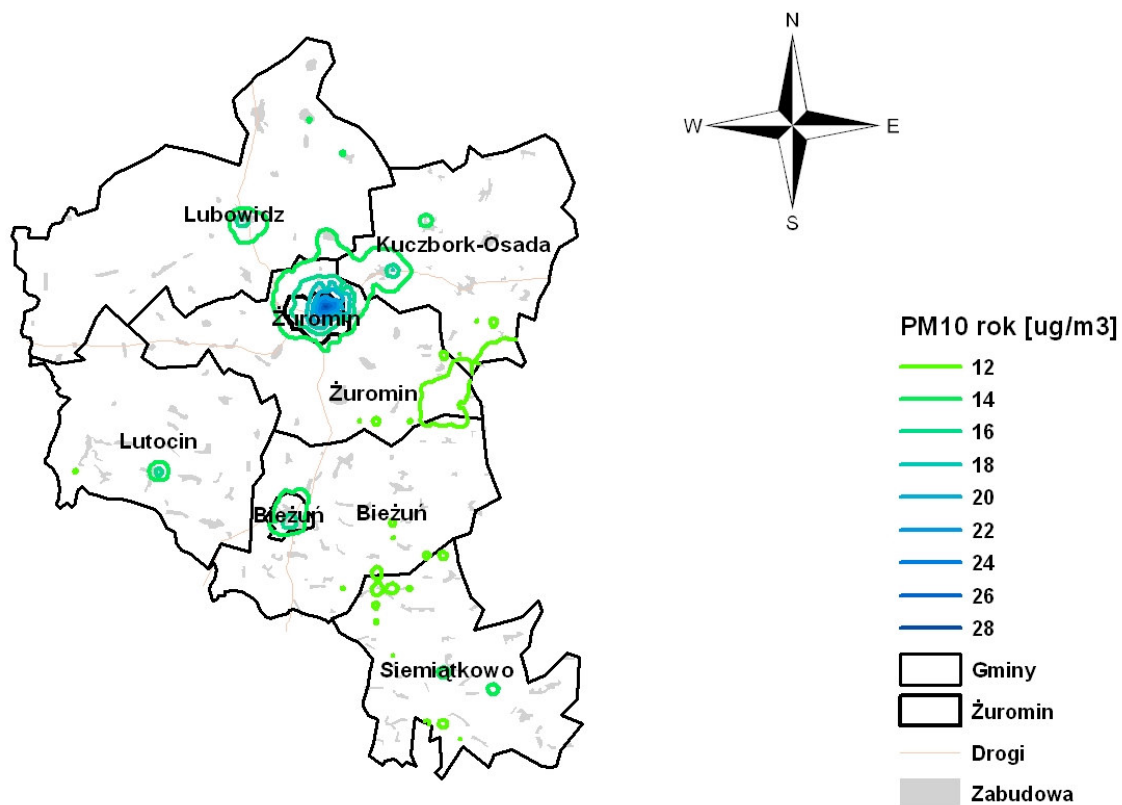 N
W
E
S
Lubowidz
Kuczbork-Osada
Żuromin
Żuromin
Lutocin
Bieżuń
Bieżuń
Siemiątkowo
PM10 rok [ug/m3]
12
14
16
18
20
22
24
26
28
Gminy
Żuromin
Drogi
Zabudowa